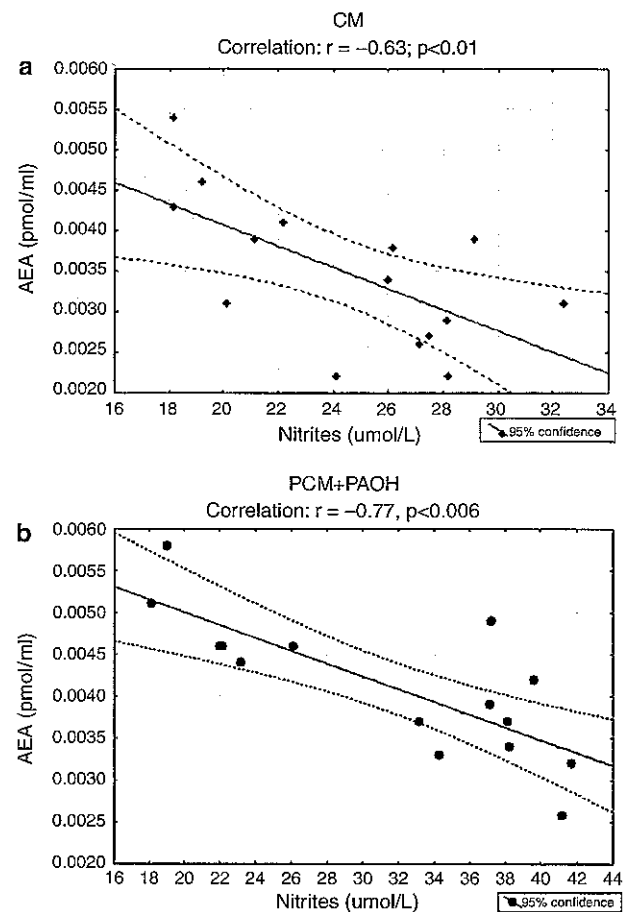 CM
Correlation: r = −0.63; p<0.01
a
0.0060
0.0055
0.0050
0.0045
0.0040
0.0035
0.0030
0.0025
0.0020
AEA (pmol/ml)
16 18 20 22 24 26 28 30 32 34
Nitrites (umol/L)
95% confidence
PCM+PAOH
Correlation: r = −0.77, p<0.006
b
0.0060
0.0055
0.0050
0.0045
0.0040
0.0035
0.0030
0.0025
0.0020
AEA (pmol/ml)
16 18 20 22 24 26 28 30 32 34 36 38 40 42 44
Nitrites (umol/L)
95% confidence